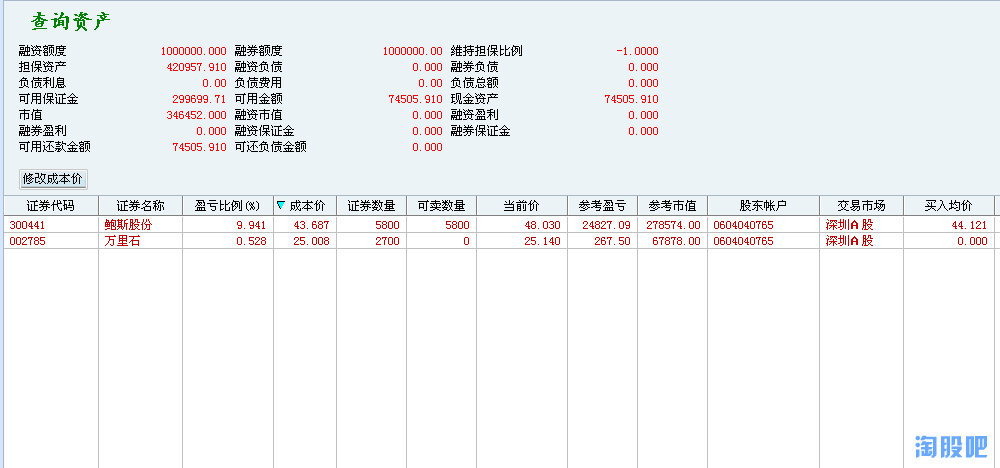 查询资产
融资额度 1000000.000 融券额度 1000000.00 维持担保比例 -1.0000
担保资产 420957.910 融资负债 0.000 融券负债 0.000
负债利息 0.00 负债费用 0.00 负债总额 0.000
可用保证金 299699.71 可用金额 74505.910 现金资产 74505.910
市值 346452.000 融资市值 0.000 融资盈利 0.000
融券盈利 0.000 融资保证金 0.000 融券保证金 0.000
可用还款金额 74505.910 可还负债金额 0.000
修改成本价
证券代码 证券名称 盈亏比例(%) 成本价 证券数量 可卖数量 当前价 参考盈亏 参考市值 股东帐户 交易市场 买入均价
300441 鲍斯股份 9.941 43.687 5800 5800 48.030 24827.09 278574.00 0604040765 深圳A股 44.121
002785 万里石 0.528 25.008 2700 0 25.140 267.50 67878.00 0604040765 深圳A股 0.000
淘股吧